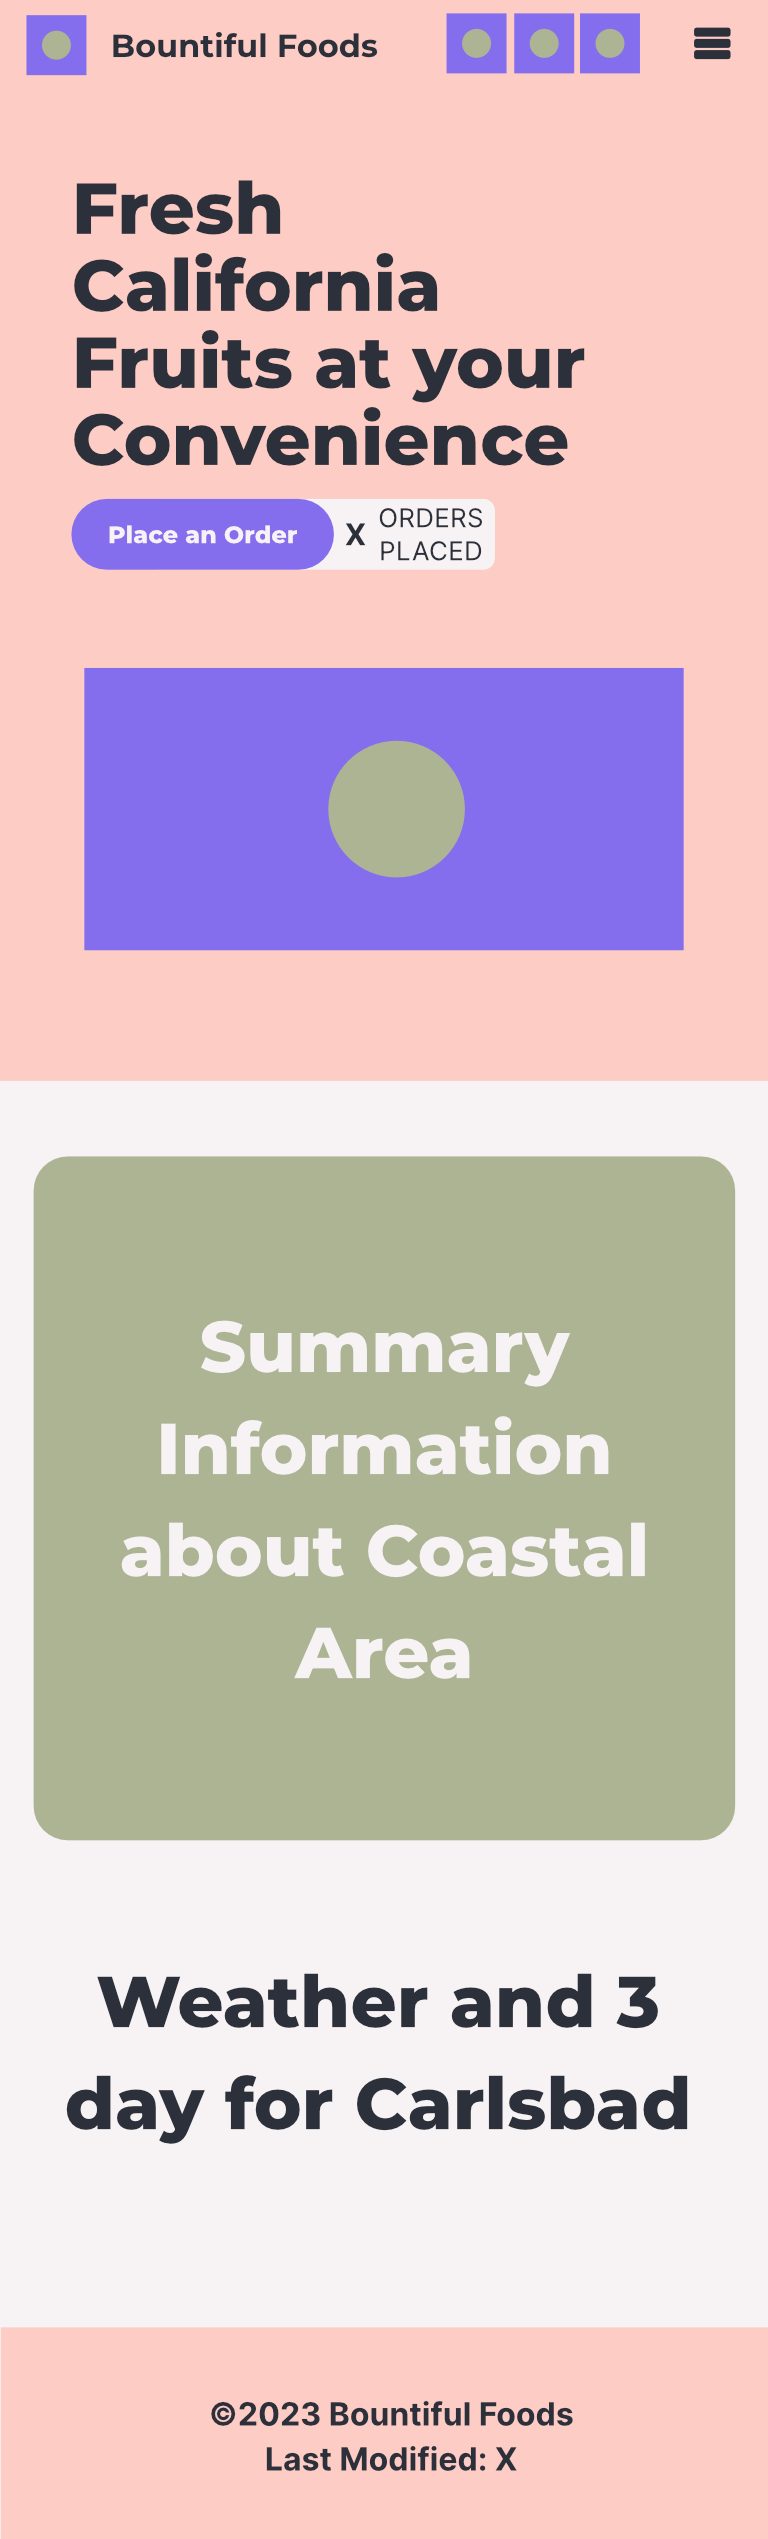 Bountiful Foods
Fresh
California
Fruits at your
Convenience
Place an Order
X
ORDERS
PLACED
Summary
Information
about Coastal
Area
Weather and 3
day for Carlsbad
©2023 Bountiful Foods
Last Modified: X